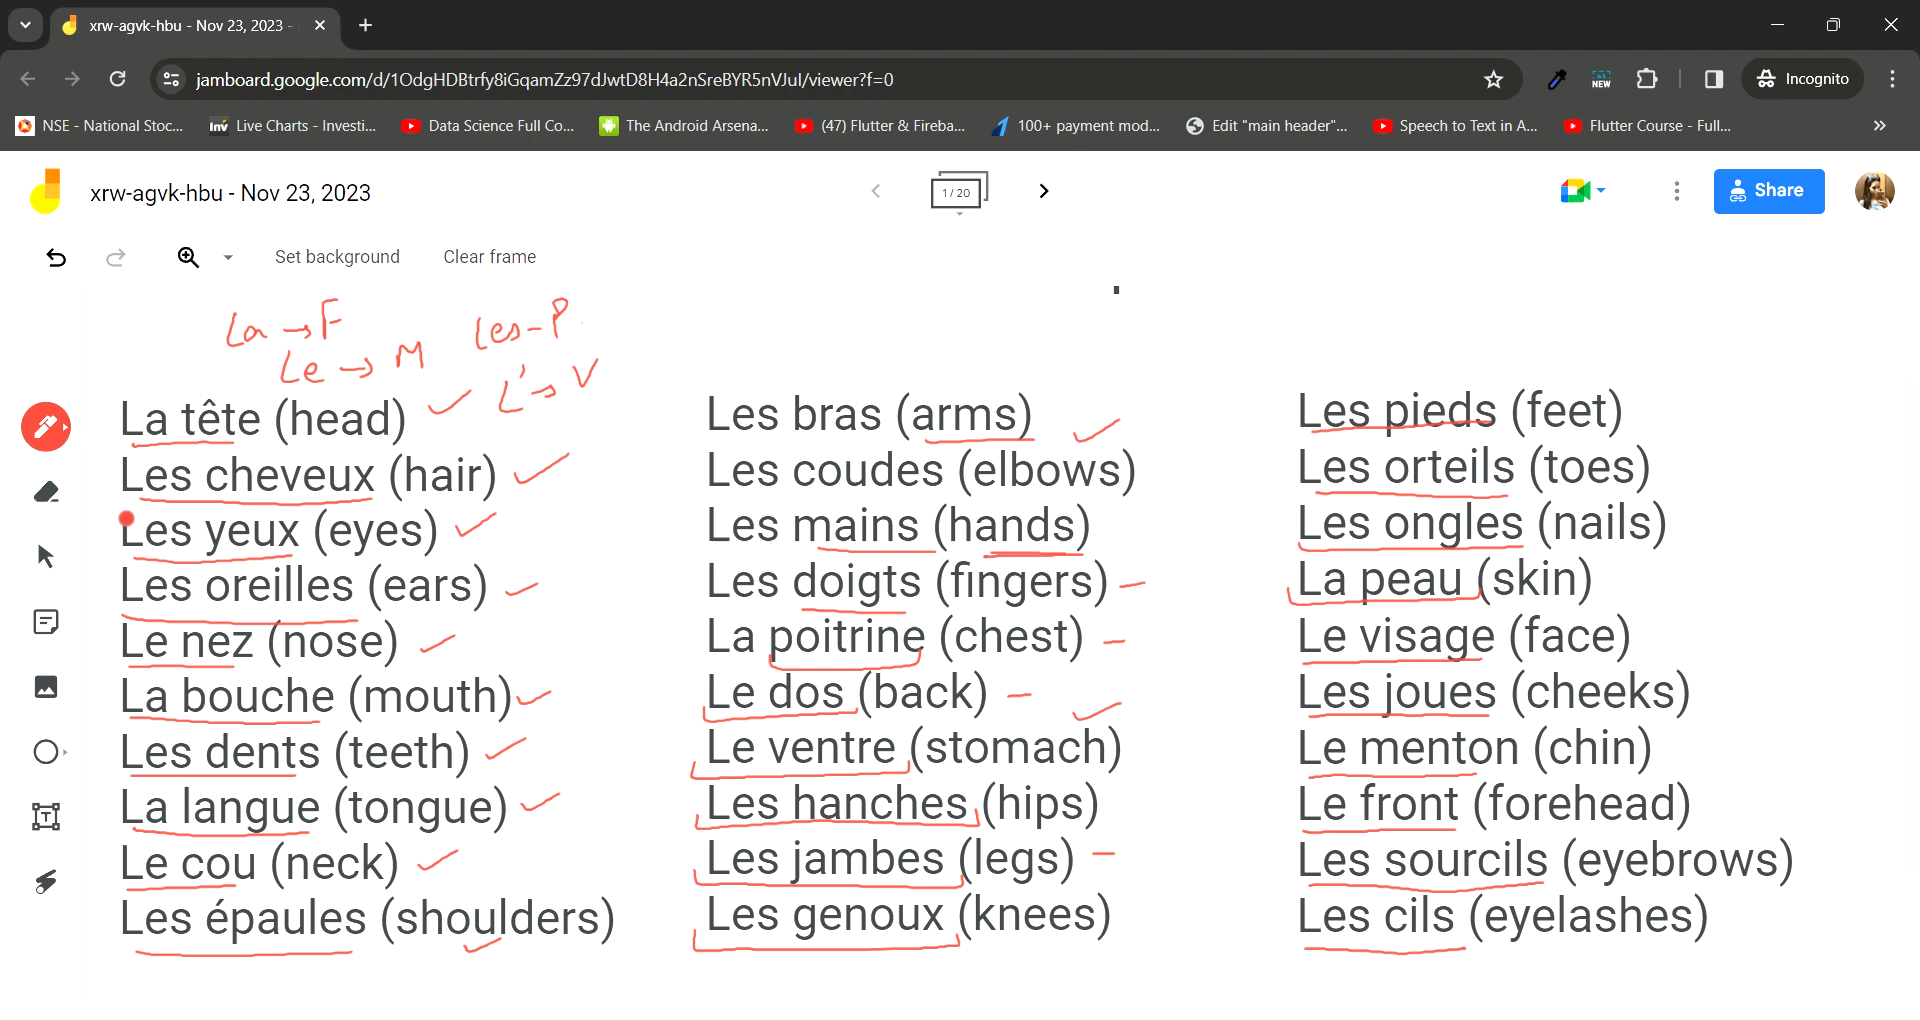 xrw-agvk-hbu - Nov 23, 2023 -
jamboard.google.com/d/1OdgHDBtrfy8iGqamZz97dJwtD8H4a2nSreBYR5nVJuI/viewer?f=0
NEW
Incognito
NSE - National Stoc...
Inv Live Charts - Investi...
Data Science Full Co...
The Android Arsena...
(47) Flutter & Fireba...
100+ payment mod...
Edit "main header"...
Speech to Text in A...
Flutter Course - Full...
xrw-agvk-hbu - Nov 23, 2023
1 / 20
Share
Set background
Clear frame
La → F
Le → M
Les - P
L' → V
La tête (head)
Les cheveux (hair)
Les yeux (eyes)
Les oreilles (ears)
Le nez (nose)
La bouche (mouth)
Les dents (teeth)
La langue (tongue)
Le cou (neck)
Les épaules (shoulders)
Les bras (arms)
Les coudes (elbows)
Les mains (hands)
Les doigts (fingers)
La poitrine (chest)
Le dos (back)
Le ventre (stomach)
Les hanches (hips)
Les jambes (legs)
Les genoux (knees)
Les pieds (feet)
Les orteils (toes)
Les ongles (nails)
La peau (skin)
Le visage (face)
Les joues (cheeks)
Le menton (chin)
Le front (forehead)
Les sourcils (eyebrows)
Les cils (eyelashes)